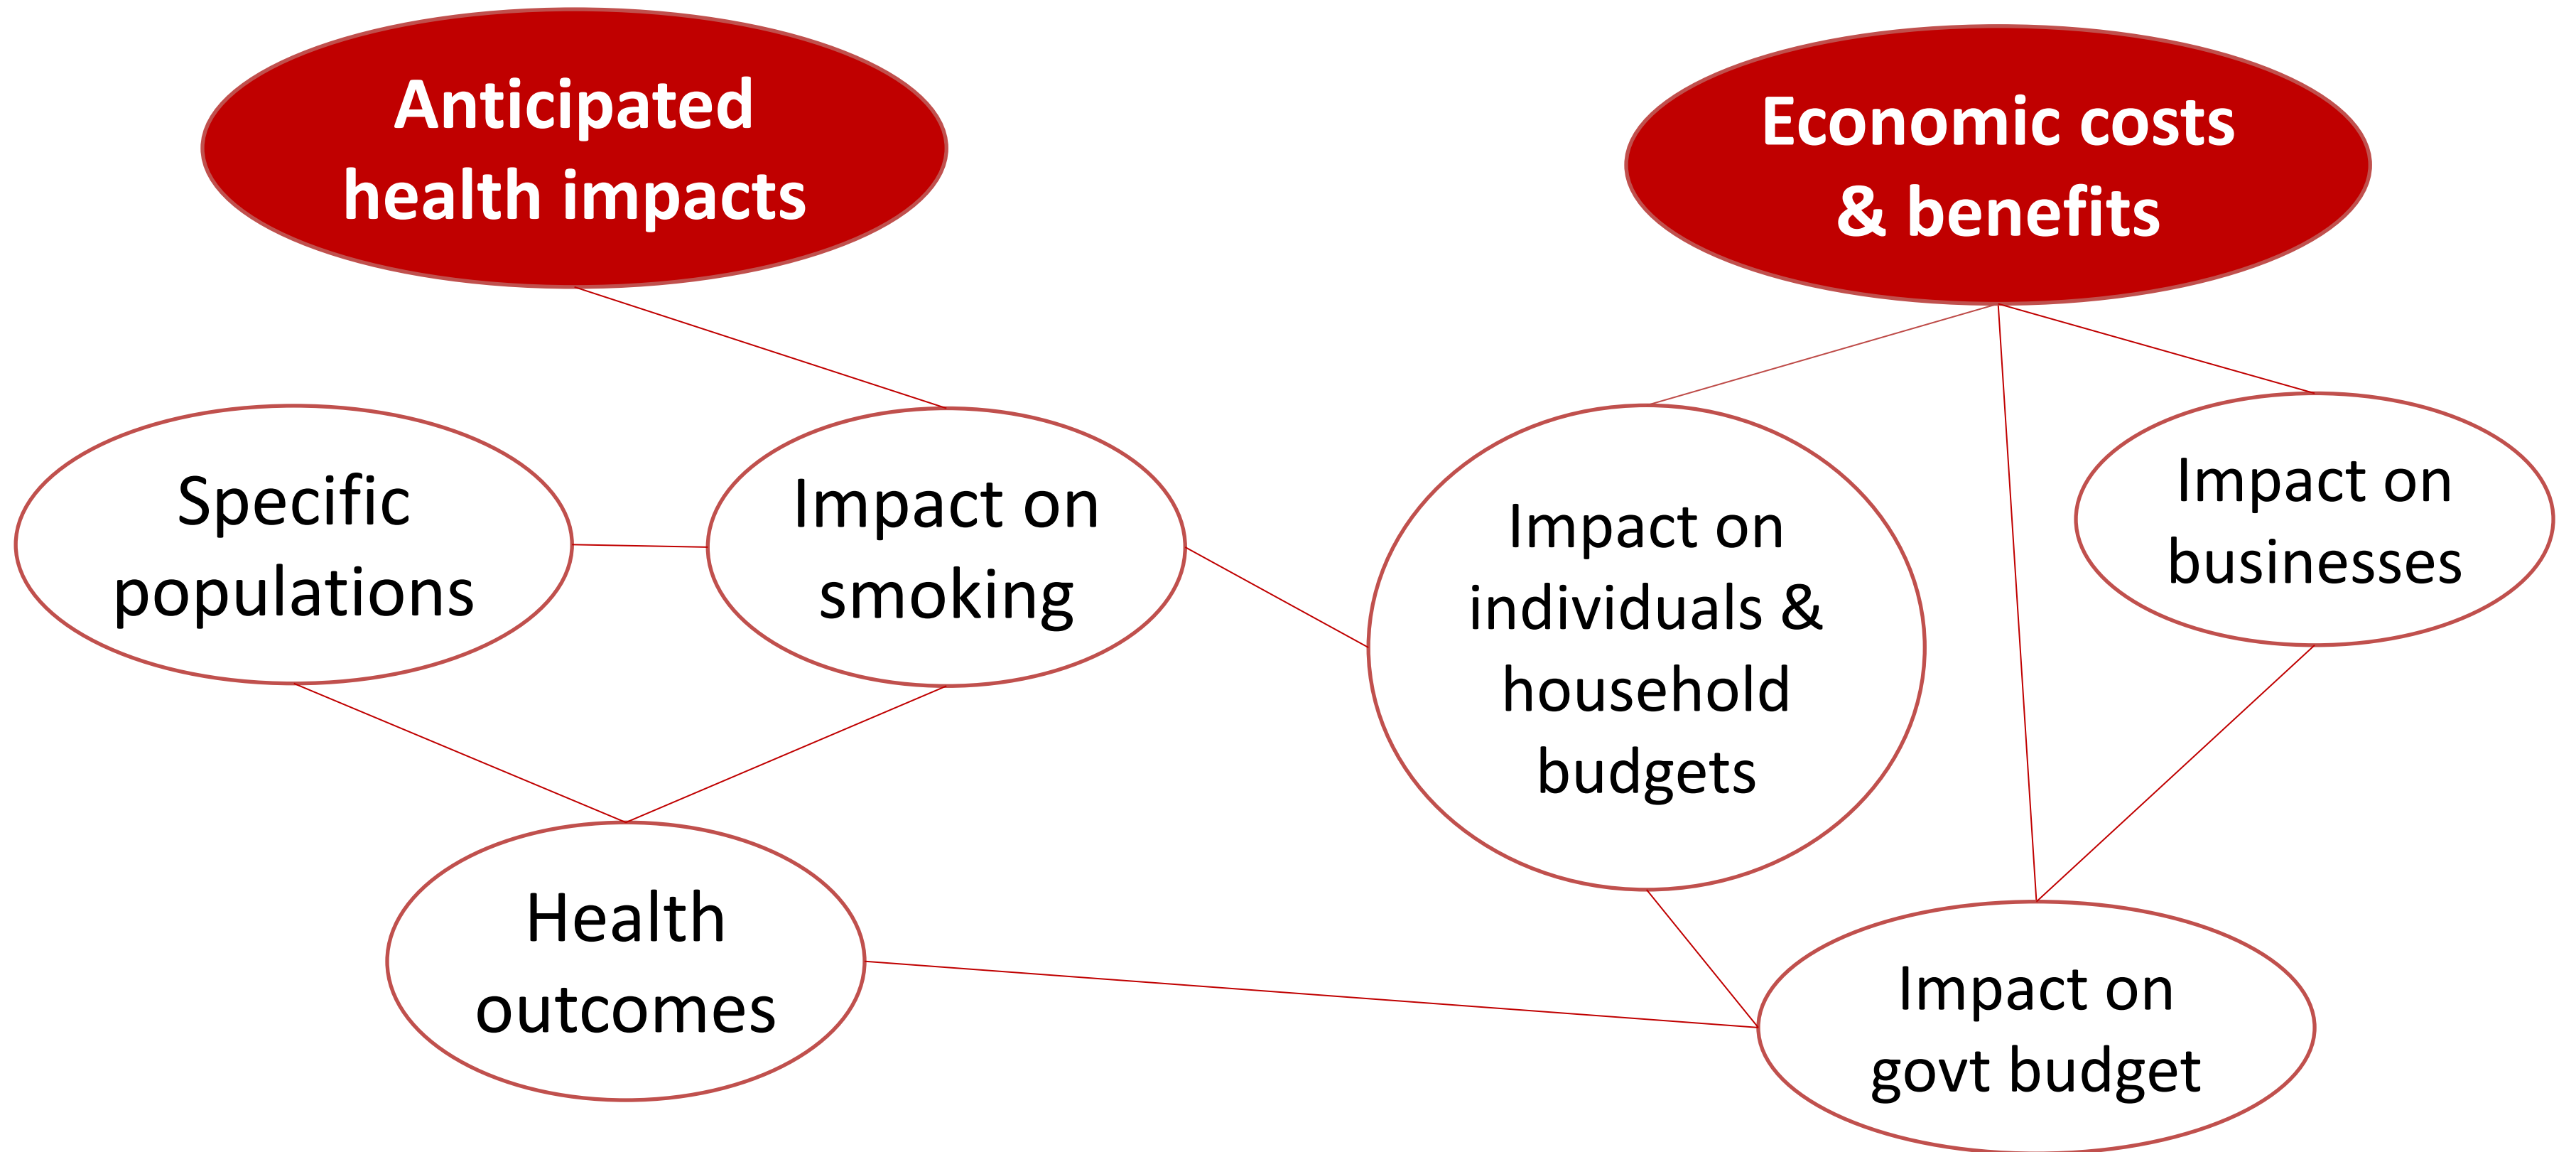 Anticipated
health impacts
Economic costs
& benefits
Specific
populations
Impact on
smoking
Impact on
individuals &
household
budgets
Impact on
businesses
Health
outcomes
Impact on
govt budget